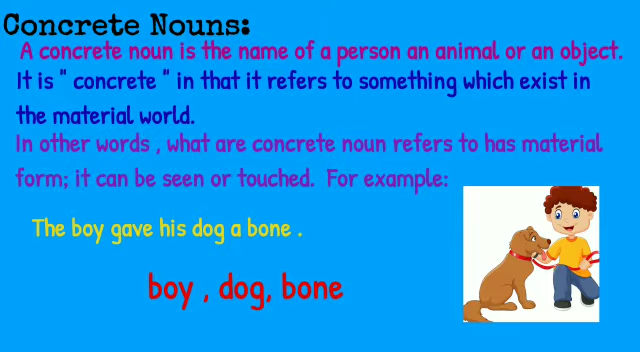 Concrete Nouns:
A concrete noun is the name of a person an animal or an object.
It is " concrete " in that it refers to something which exist in
the material world.
In other words , what are concrete noun refers to has material
form; it can be seen or touched. For example:
The boy gave his dog a bone .
boy , dog, bone